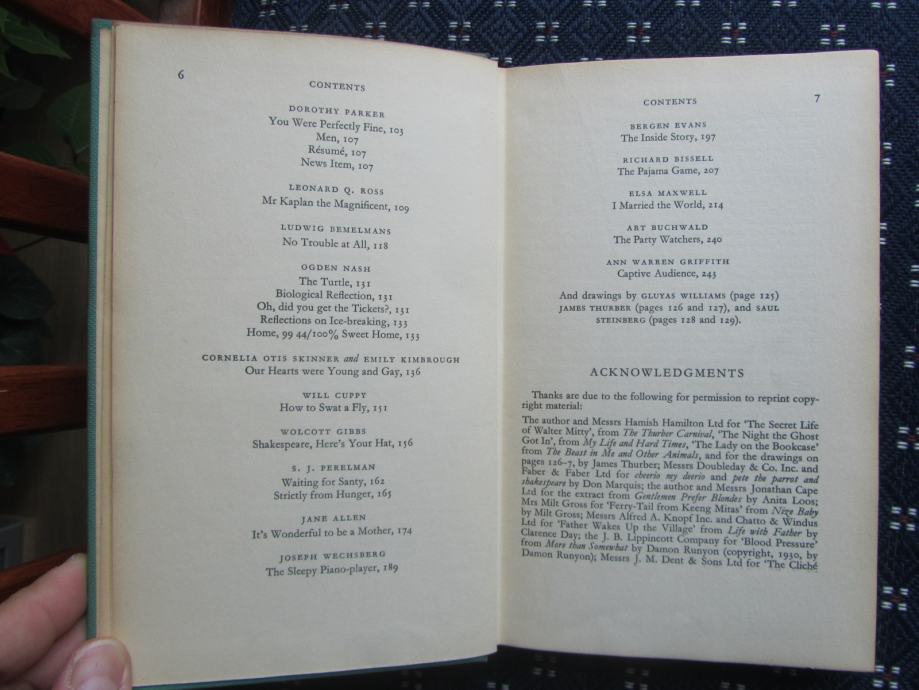 6
CONTENTS
DOROTHY PARKER
You Were Perfectly Fine, 103
Men, 107
Résumé, 107
News Item, 107
LEONARD Q. ROSS
Mr Kaplan the Magnificent, 109
LUDWIG BEMELMANS
No Trouble at All, 118
OGDEN NASH
The Turtle, 131
Biological Reflection, 131
Oh, did you get the Tickets?, 131
Reflections on Ice-breaking, 133
Home, 99 44/100% Sweet Home, 133
CORNELIA OTIS SKINNER and EMILY KIMBROUGH
Our Hearts were Young and Gay, 136
WILL CUPPY
How to Swat a Fly, 151
WOLCOTT GIBBS
Shakespeare, Here's Your Hat, 156
S. J. PERELMAN
Waiting for Santy, 162
Strictly from Hunger, 165
JANE ALLEN
It's Wonderful to be a Mother, 174
JOSEPH WECHSBERG
The Sleepy Piano-player, 189
CONTENTS
7
BERGEN EVANS
The Inside Story, 197
RICHARD BISSELL
The Pajama Game, 207
ELSA MAXWELL
I Married the World, 214
ART BUCHWALD
The Party Watchers, 240
ANN WARREN GRIFFITH
Captive Audience, 243
And drawings by GLUYAS WILLIAMS (page 125)
JAMES THURBER (pages 126 and 127), and SAUL
STEINBERG (pages 128 and 129).
ACKNOWLEDGMENTS
Thanks are due to the following for permission to reprint copy-
right material:
The author and Messrs Hamish Hamilton Ltd for 'The Secret Life
of Walter Mitty', from The Thurber Carnival, 'The Night the Ghost
Got In', from My Life and Hard Times, 'The Lady on the Bookcase'
from The Beast in Me and Other Animals, and for the drawings on
pages 126-7, by James Thurber; Messrs Doubleday & Co. Inc. and
Faber & Faber Ltd for cheerio my deerio and pete the parrot and
shakespeare by Don Marquis; the author and Messrs Jonathan Cape
Ltd for the extract from Gentlemen Prefer Blondes by Anita Loos;
Mrs Milt Gross for 'Ferry-Tail from Keeng Mitas' from Nize Baby
by Milt Gross; Messrs Alfred A. Knopf Inc. and Chatto & Windus
Ltd for 'Father Wakes Up the Village' from Life with Father by
Clarence Day; the J. B. Lippincott Company for 'Blood Pressure'
from More than Somewhat by Damon Runyon (copyright, 1930, by
Damon Runyon); Messrs J. M. Dent & Sons Ltd for 'The Cliché